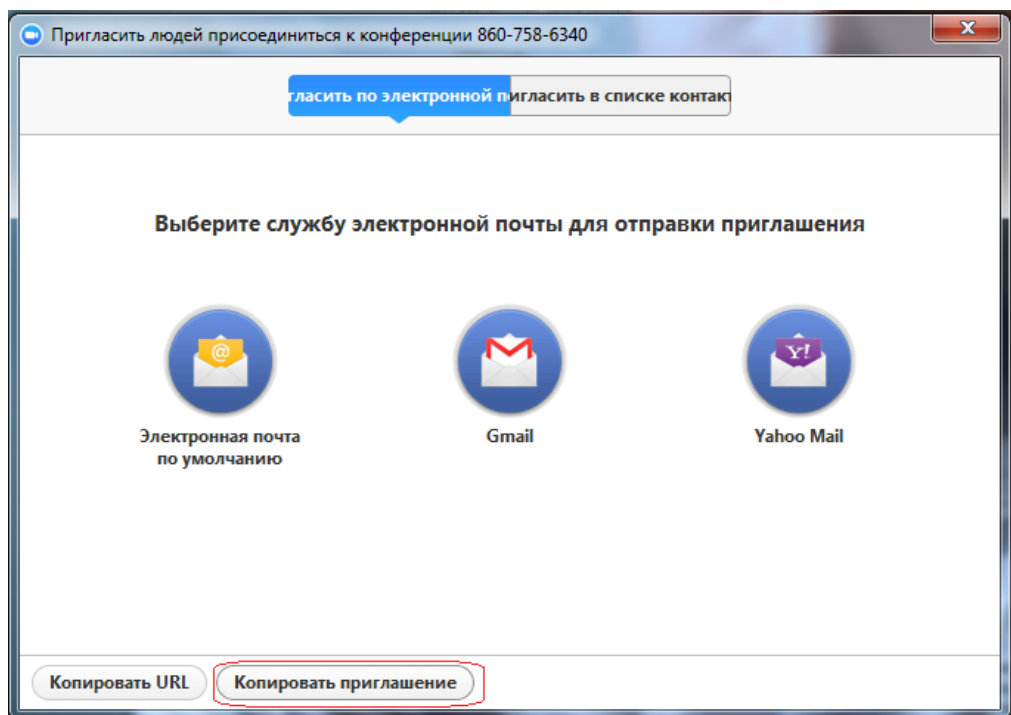 Пригласить людей присоединиться к конференции 860-758-6340
гласить по электронной п игласить в списке контакт
Выберите службу электронной почты для отправки приглашения
@
Y!
Электронная почта
по умолчанию
Gmail
Yahoo Mail
Копировать URL
Копировать приглашение